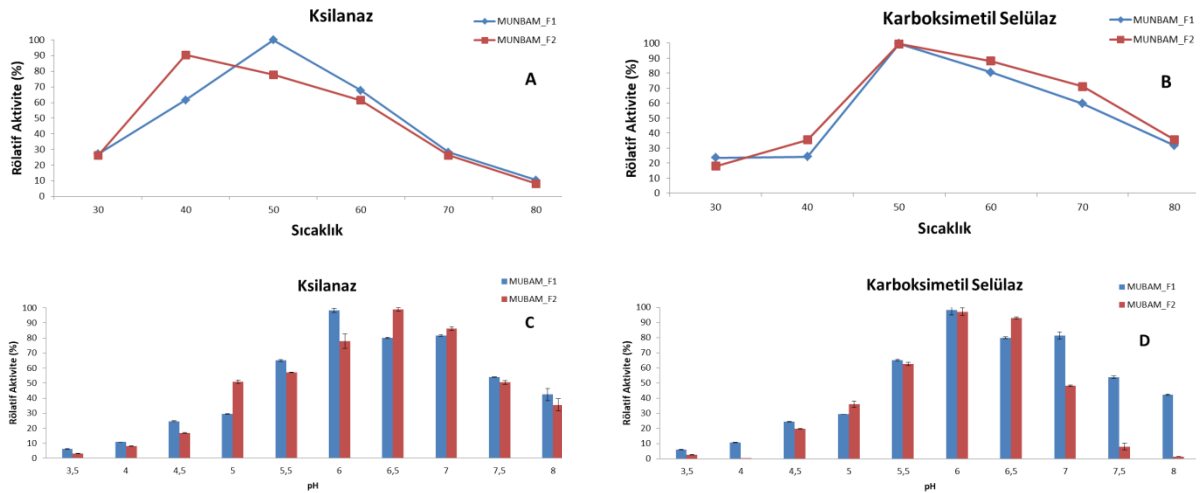 Ksilanaz
MUNBAM_F1
MUNBAM_F2
A
Rölatif Aktivite (%)
100
90
80
70
60
50
40
30
20
10
0
30 40 50 60 70 80
Sıcaklık
Karboksimetil Selülaz
MUNBAM_F1
MUNBAM_F2
B
Rölatif Aktivite (%)
100
90
80
70
60
50
40
30
20
10
0
30 40 50 60 70 80
Sıcaklık
Ksilanaz
MUBAM_F1
MUBAM_F2
C
Rölatif Aktivite (%)
100
90
80
70
60
50
40
30
20
10
0
3,5 4 4,5 5 5,5 6 6,5 7 7,5 8
pH
Karboksimetil Selülaz
MUBAM_F1
MUBAM_F2
D
Rölatif Aktivite (%)
100
90
80
70
60
50
40
30
20
10
0
3,5 4 4,5 5 5,5 6 6,5 7 7,5 8
pH